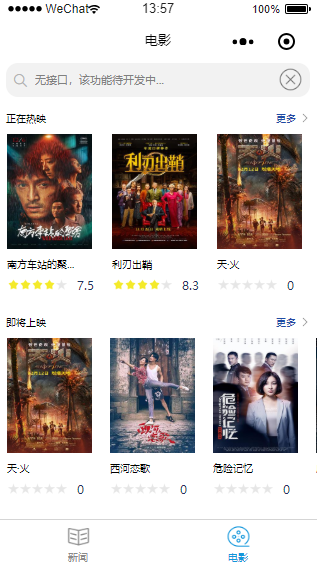 WeChat 13:57 100%
电影
无接口，该功能待开发中...
正在热映 更多
南方车站的聚会
利刃出鞘
南方车站的聚... 利刃出鞘 天·火
7.5 8.3 0
即将上映 更多
天·火 西河恋歌 危险记忆
危险记忆
0 0 0
新闻 电影